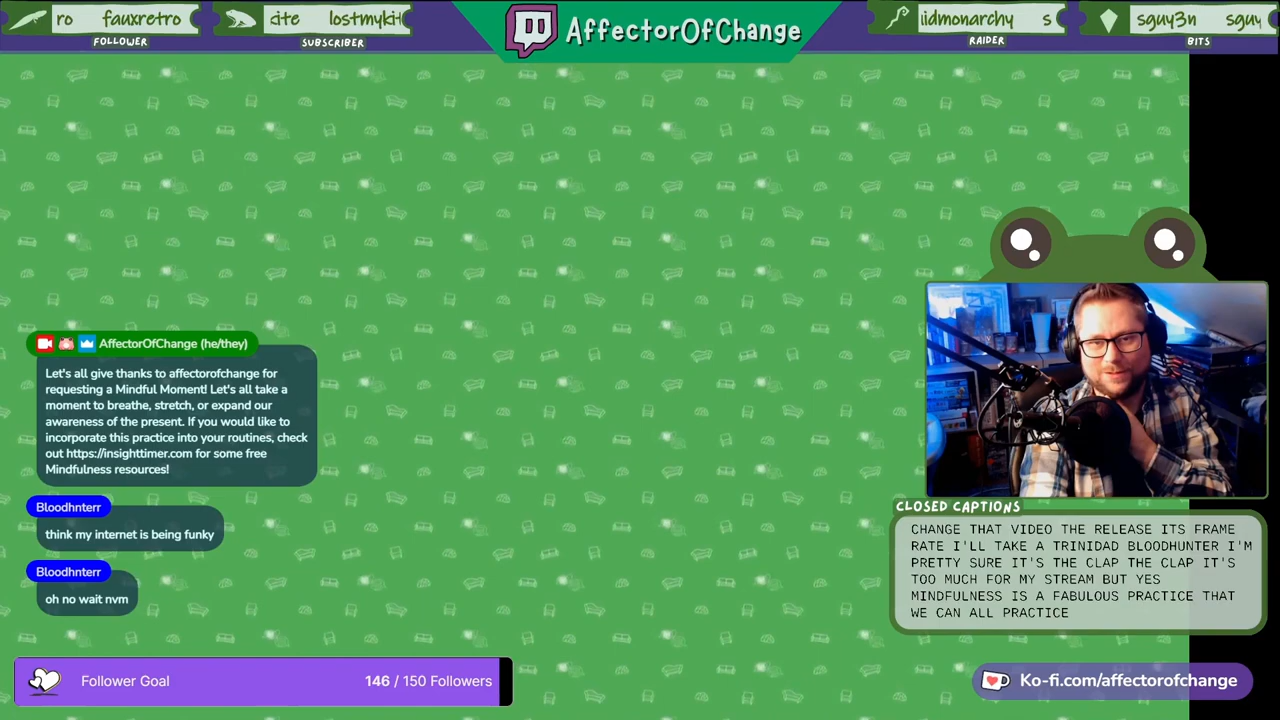 ro fauxretro
FOLLOWER
cite lostmykit
SUBSCRIBER
AffectorOfChange
idmonarchy s
RAIDER
sguy3n sguy
BITS
AffectorOfChange (he/they)
Let's all give thanks to affectorofchange for
requesting a Mindful Moment! Let's all take a
moment to breathe, stretch, or expand our
awareness of the present. If you would like to
incorporate this practice into your routines, check
out https://insighttimer.com for some free
Mindfulness resources!
Bloodhnterr
think my internet is being funky
Bloodhnterr
oh no wait nvm
CLOSED CAPTIONS
CHANGE THAT VIDEO THE RELEASE ITS FRAME
RATE I'LL TAKE A TRINIDAD BLOODHUNTER I'M
PRETTY SURE IT'S THE CLAP THE CLAP IT'S
TOO MUCH FOR MY STREAM BUT YES
MINDFULNESS IS A FABULOUS PRACTICE THAT
WE CAN ALL PRACTICE
Follower Goal 146 / 150 Followers
Ko-fi.com/affectorofchange